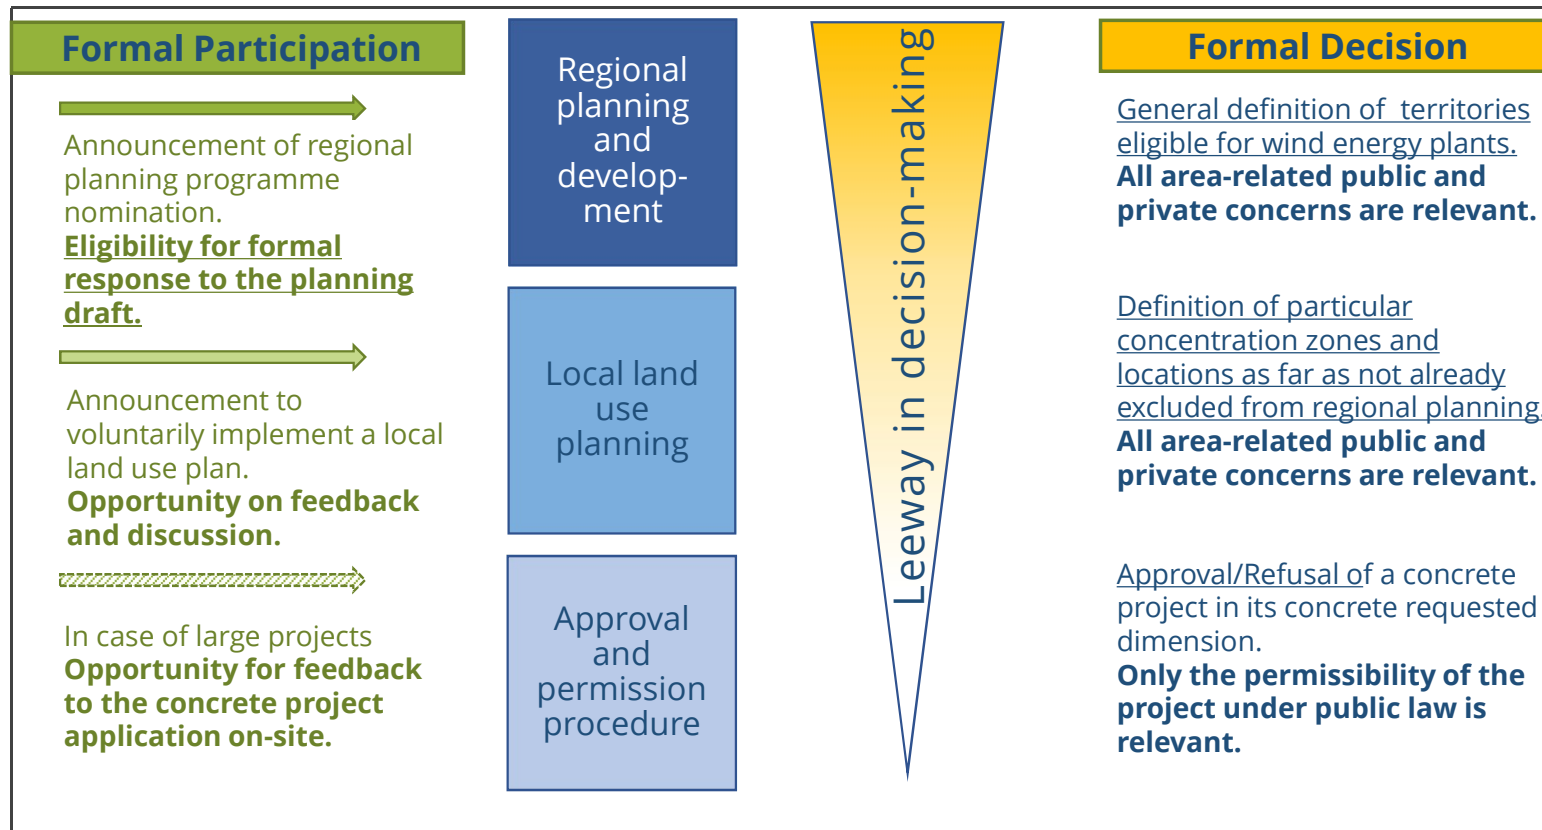 Formal Participation
Announcement of regional
planning programme
nomination.
Eligibility for formal
response to the planning
draft.
Announcement to
voluntarily implement a local
land use plan.
Opportunity on feedback
and discussion.
In case of large projects
Opportunity for feedback
to the concrete project
application on-site.
Regional
planning
and
develop-
ment
Local land
use
planning
Approval
and
permission
procedure
Leeway in decision-making
Formal Decision
General definition of territories
eligible for wind energy plants.
All area-related public and
private concerns are relevant.
Definition of particular
concentration zones and
locations as far as not already
excluded from regional planning.
All area-related public and
private concerns are relevant.
Approval/Refusal of a concrete
project in its concrete requested
dimension.
Only the permissibility of the
project under public law is
relevant.